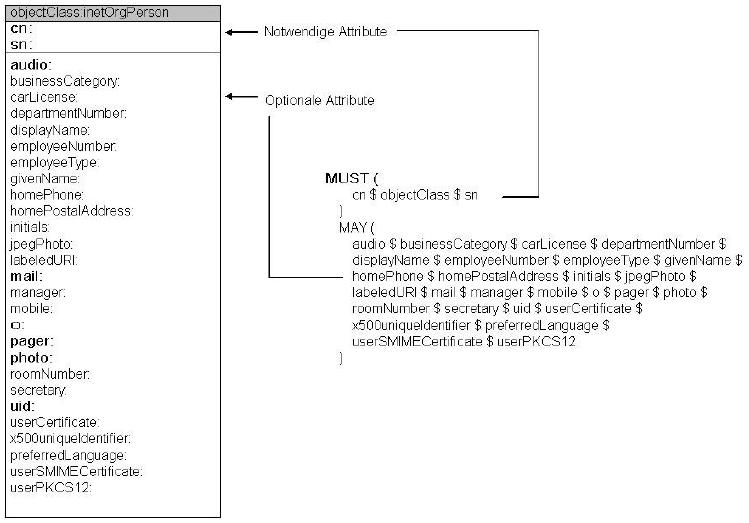 objectClass:inetOrgPerson
cn:
sn:
audio:
businessCategory:
carLicense:
departmentNumber:
displayName:
employeeNumber:
employeeType:
givenName:
homePhone:
homePostalAddress:
initials:
jpegPhoto:
labeledURI:
mail:
manager:
mobile:
o:
pager:
photo:
roomNumber:
secretary:
uid:
userCertificate:
x500uniqueIdentifier:
preferredLanguage:
userSMIMECertificate:
userPKCS12:
Notwendige Attribute
Optionale Attribute
MUST (
cn $ objectClass $ sn
)
MAY (
audio $ businessCategory $ carLicense $ departmentNumber $
displayName $ employeeNumber $ employeeType $ givenName $
homePhone $ homePostalAddress $ initials $ jpegPhoto $
labeledURI $ mail $ manager $ mobile $ o $ pager $ photo $
roomNumber $ secretary $ uid $ userCertificate $
x500uniqueIdentifier $ preferredLanguage $
userSMIMECertificate $ userPKCS12
)